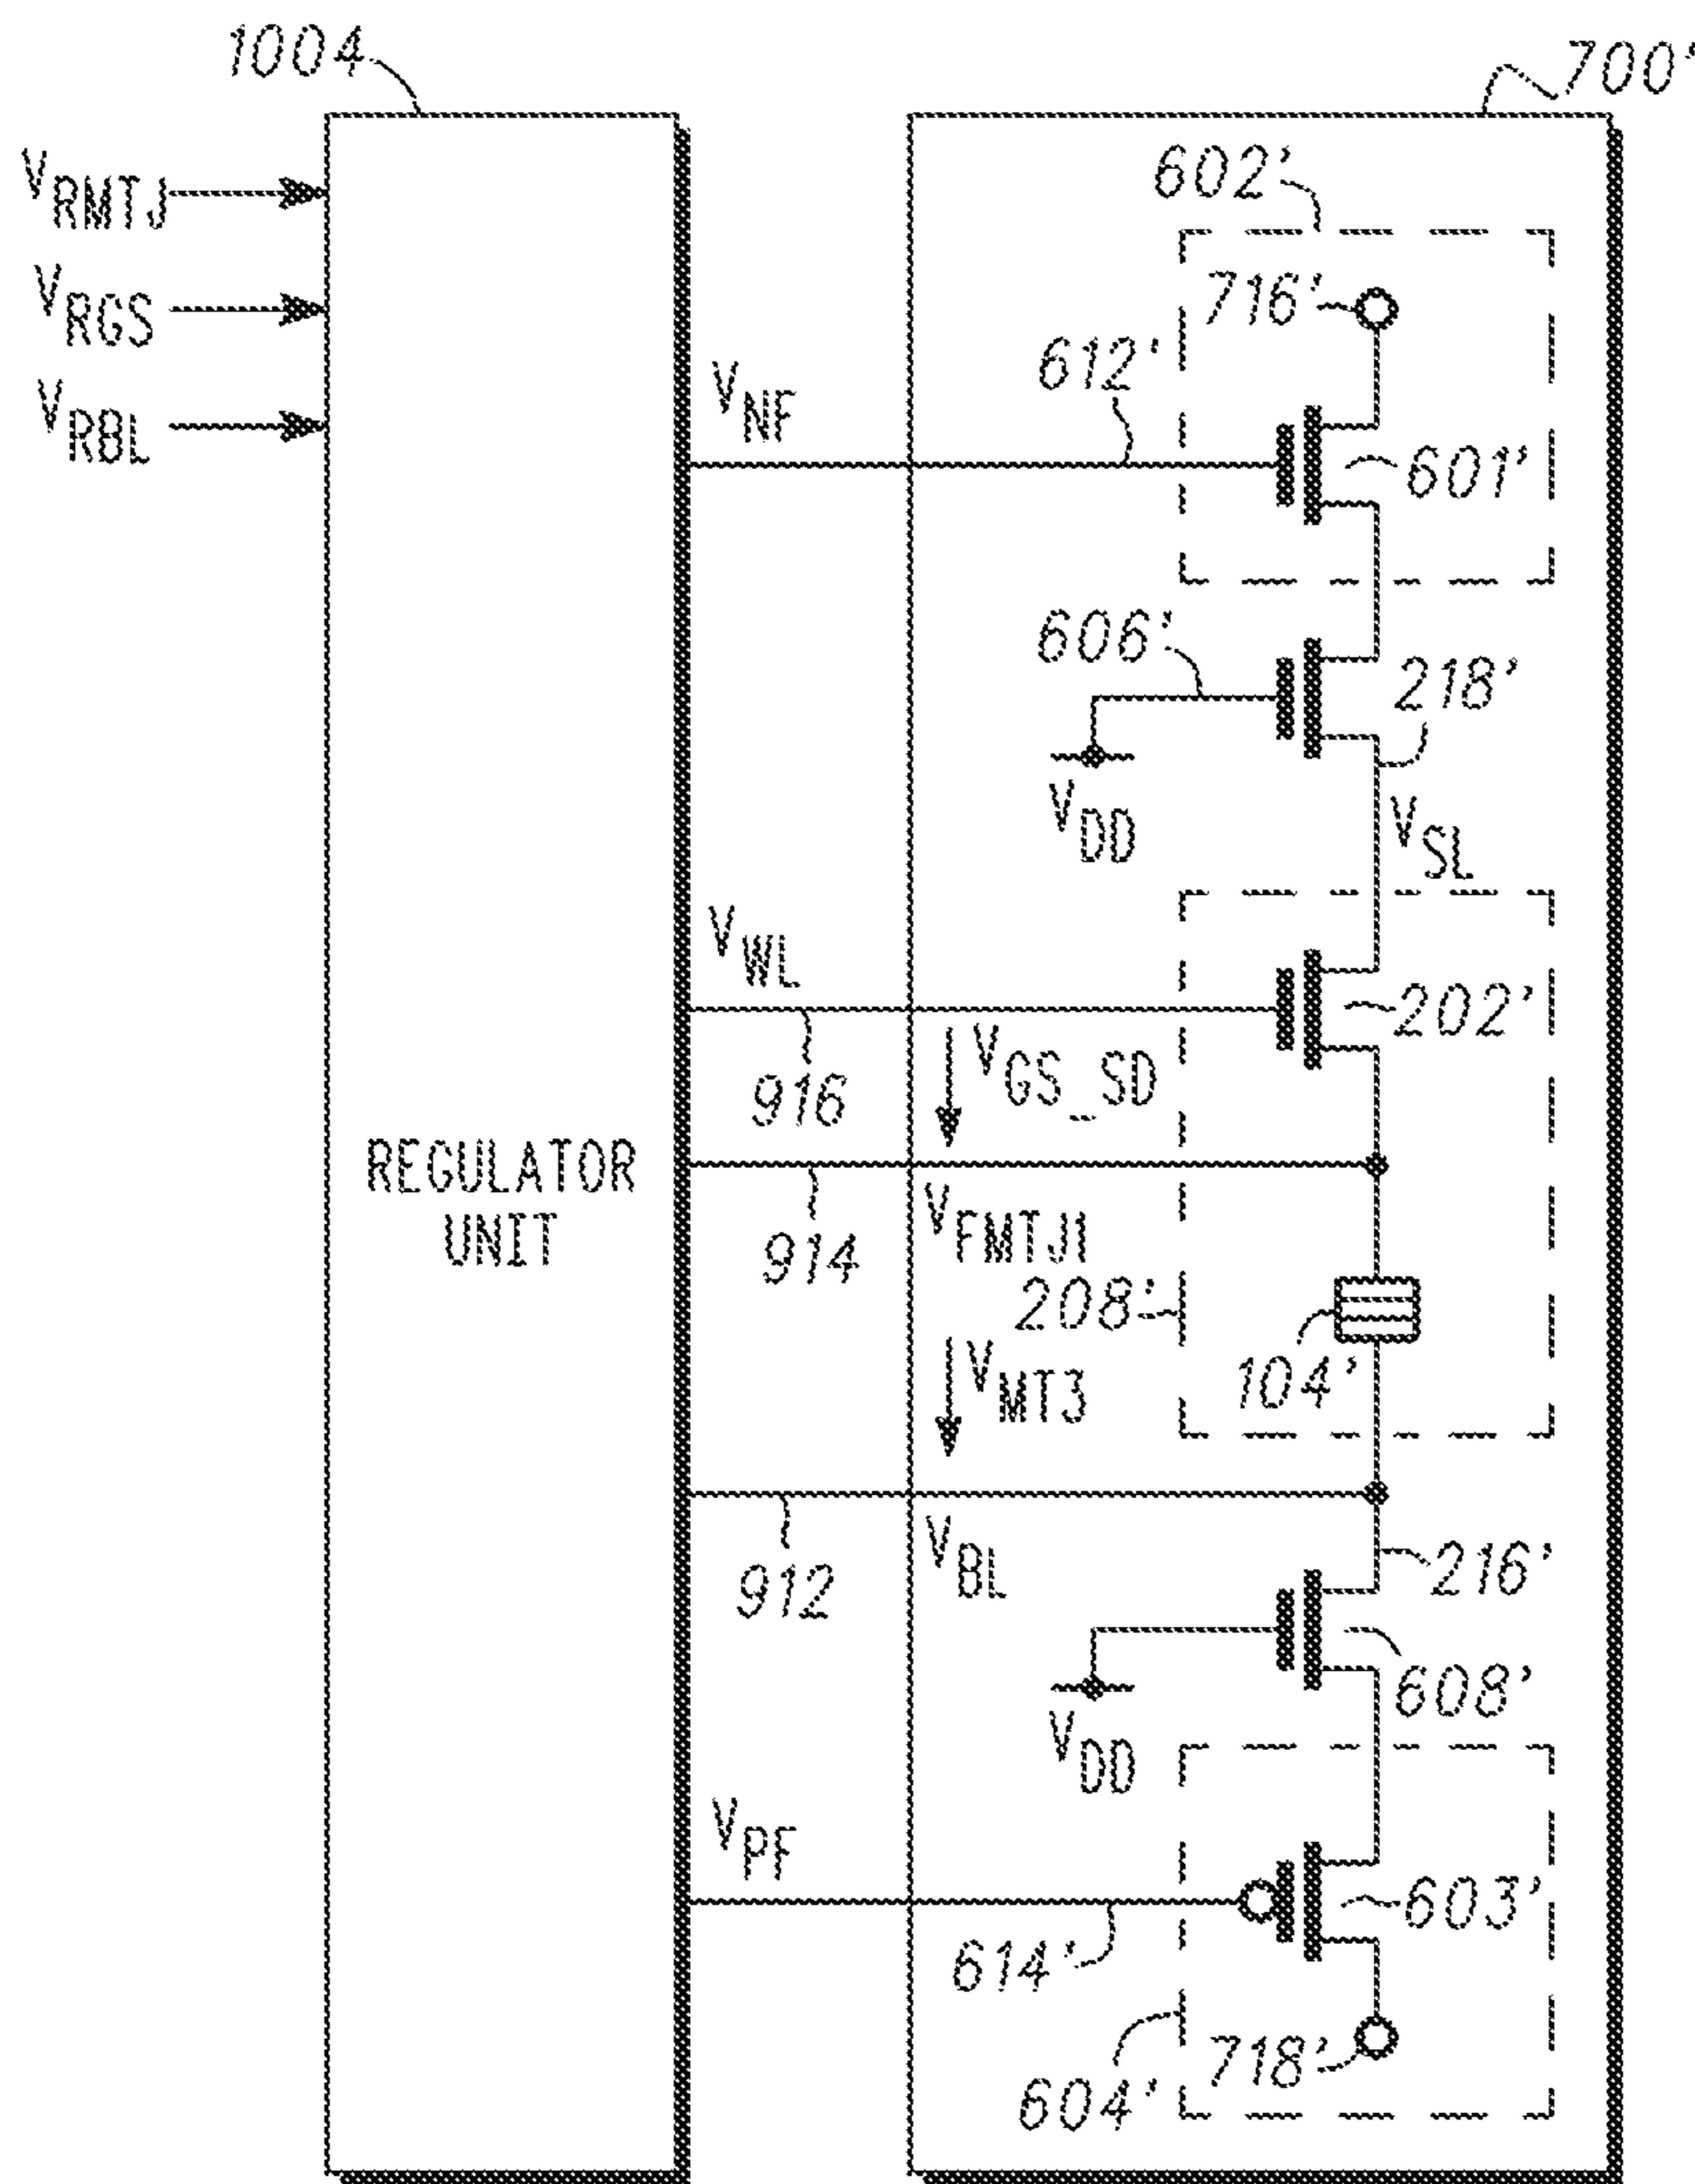 1004
700'
V_RMTJ
V_RGS
V_RBL
602'
716'
612'
V_NF
601'
606'
218'
V_DD
V_SL
V_WL
202'
916
V_GS_SD
REGULATOR
UNIT
914
V_FMTJ1
208'
104'
V_MT3
912
V_BL
216'
608'
V_DD
V_PF
603'
614'
718'
604'